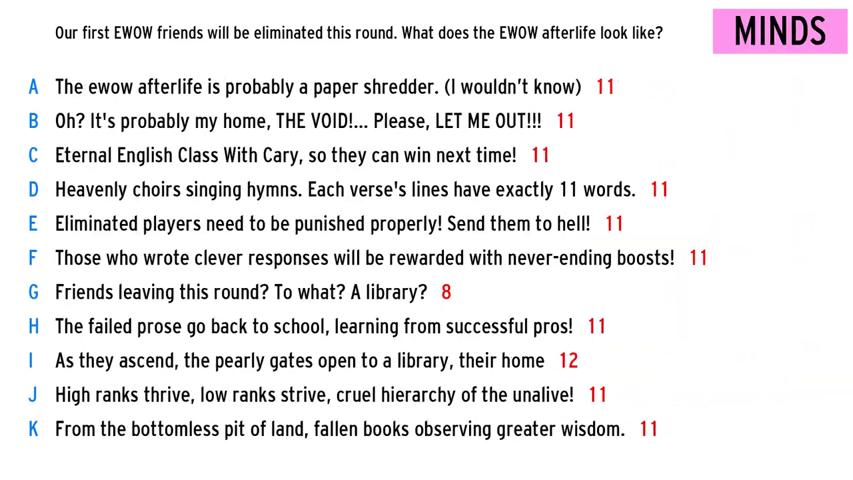 Our first EWOW friends will be eliminated this round. What does the EWOW afterlife look like?
MINDS
A The ewow afterlife is probably a paper shredder. (I wouldn't know) 11
B Oh? It's probably my home, THE VOID!... Please, LET ME OUT!!! 11
C Eternal English Class With Cary, so they can win next time! 11
D Heavenly choirs singing hymns. Each verse's lines have exactly 11 words. 11
E Eliminated players need to be punished properly! Send them to hell! 11
F Those who wrote clever responses will be rewarded with never-ending boosts! 11
G Friends leaving this round? To what? A library? 8
H The failed prose go back to school, learning from successful pros! 11
I As they ascend, the pearly gates open to a library, their home 12
J High ranks thrive, low ranks strive, cruel hierarchy of the unalive! 11
K From the bottomless pit of land, fallen books observing greater wisdom. 11